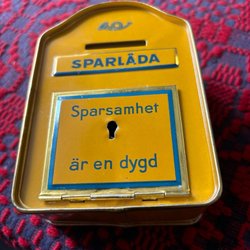 SPARLÅDA
Sparsamhet
är en dygd